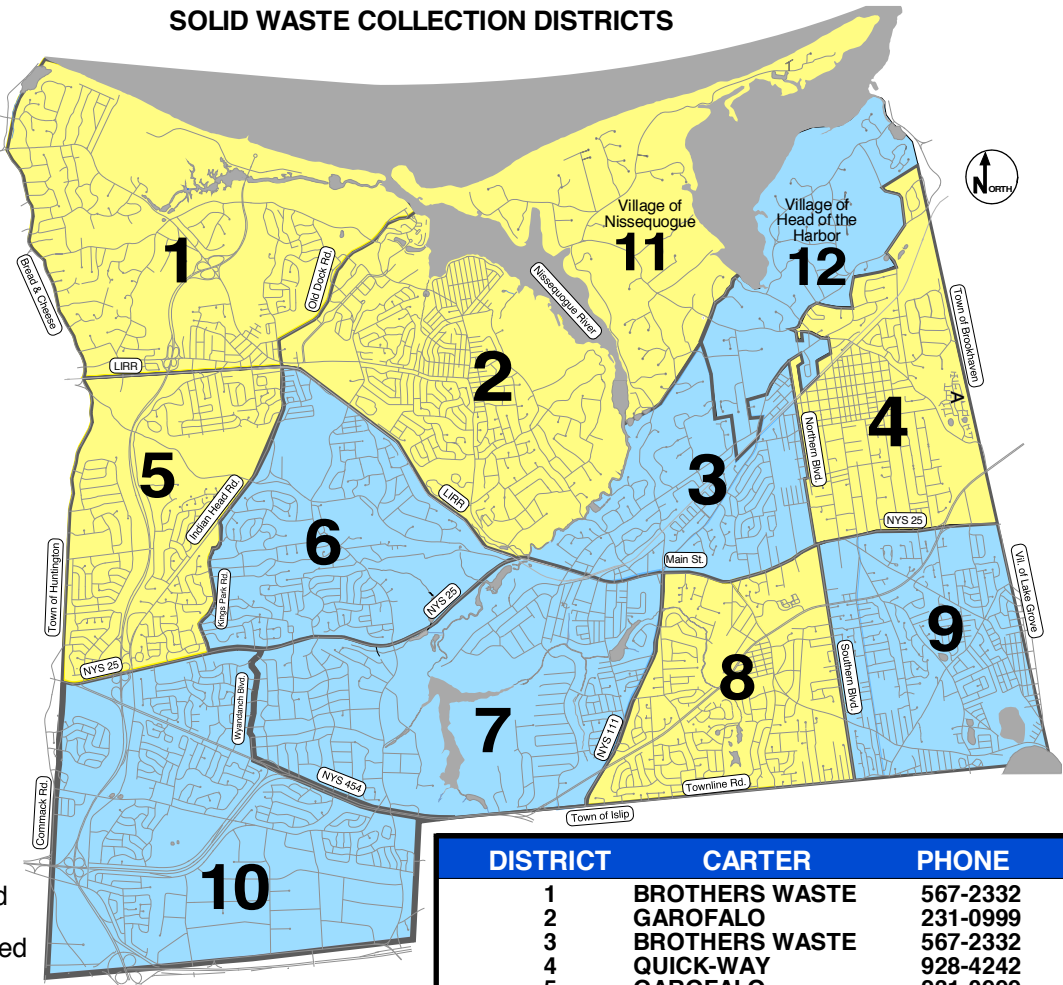 SOLID WASTE COLLECTION DISTRICTS
NORTH
Village of
Nissequogue
11
Village of
Head of the
Harbor
12
1
Bread & Cheese
Old Dock Rd.
Nissequogue River
Town of Brookhaven
LIRR
2
A
4
Northern Blvd.
5
Indian Head Rd.
3
LIRR
NYS 25
6
Main St.
Town of Huntington
Kings Park Rd.
NYS 25
Vil. of Lake Grove
9
NYS 25
8
Southern Blvd.
Wyandanch Blvd.
7
NYS 111
NYS 454
Townline Rd.
Town of Islip
Commack Rd.
10
d
ed
DISTRICT CARTER PHONE
1 BROTHERS WASTE 567-2332
2 GAROFALO 231-0999
3 BROTHERS WASTE 567-2332
4 QUICK-WAY 928-4242